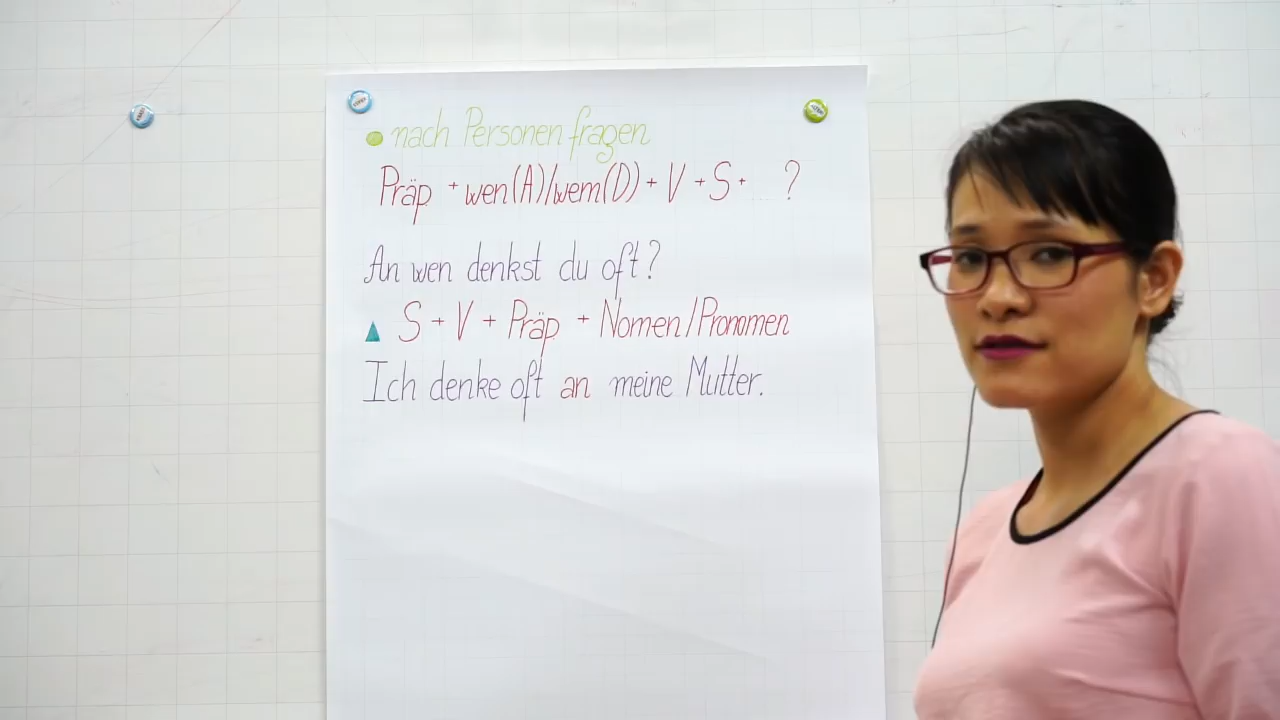 nach Personen fragen
Präp + wen(A)/wem(D) + V + S + ... ?
An wen denkst du oft?
S + V + Präp + Nomen/Pronomen
Ich denke oft an meine Mutter.